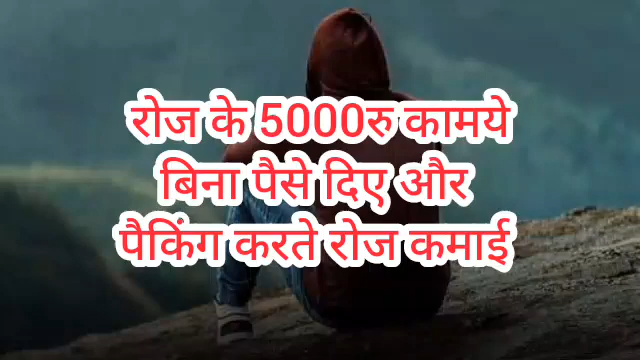 रोज के 5000रु कामये
बिना पैसे दिए और
पैकिंग करते रोज कमाई